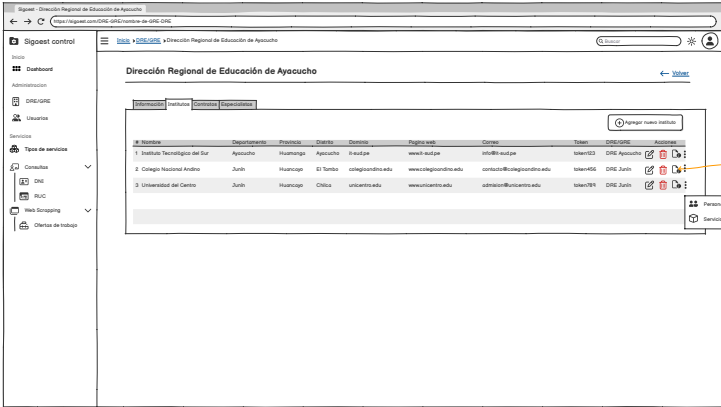 Sigaest - Dirección Regional de Educación de Ayacucho
https://sigaest.com/DRE-GRE/nombre-de-GRE-DRE
Sigaest control
Inicio ▸ DRE/GRE ▸ Dirección Regional de Educación de Ayacucho
Buscar
Inicio
Dashboard
Administracion
DRE/GRE
Usuarios
Servicios
Tipos de servicios
Consultas
DNI
RUC
Web Scrapping
Ofertas de trabajo
Dirección Regional de Educación de Ayacucho
Volver
Información Institutos Contratos Especialistas
Agregar nuevo instituto
# Nombre Departamento Provincia Distrito Dominio Pagina web Correo Token DRE/GRE Acciones
1 Instituto Tecnológico del Sur Ayacucho Huamanga Ayacucho it-sud.pe www.it-sud.pe info@it-sud.pe token123 DRE Ayacucho
2 Colegio Nacional Andino Junín Huancayo El Tambo colegioandino.edu www.colegioandino.edu contacto@colegioandino.edu token456 DRE Junín
3 Universidad del Centro Junín Huancayo Chilca unicentro.edu www.unicentro.edu admision@unicentro.edu token789 DRE Junín
Person
Servicio